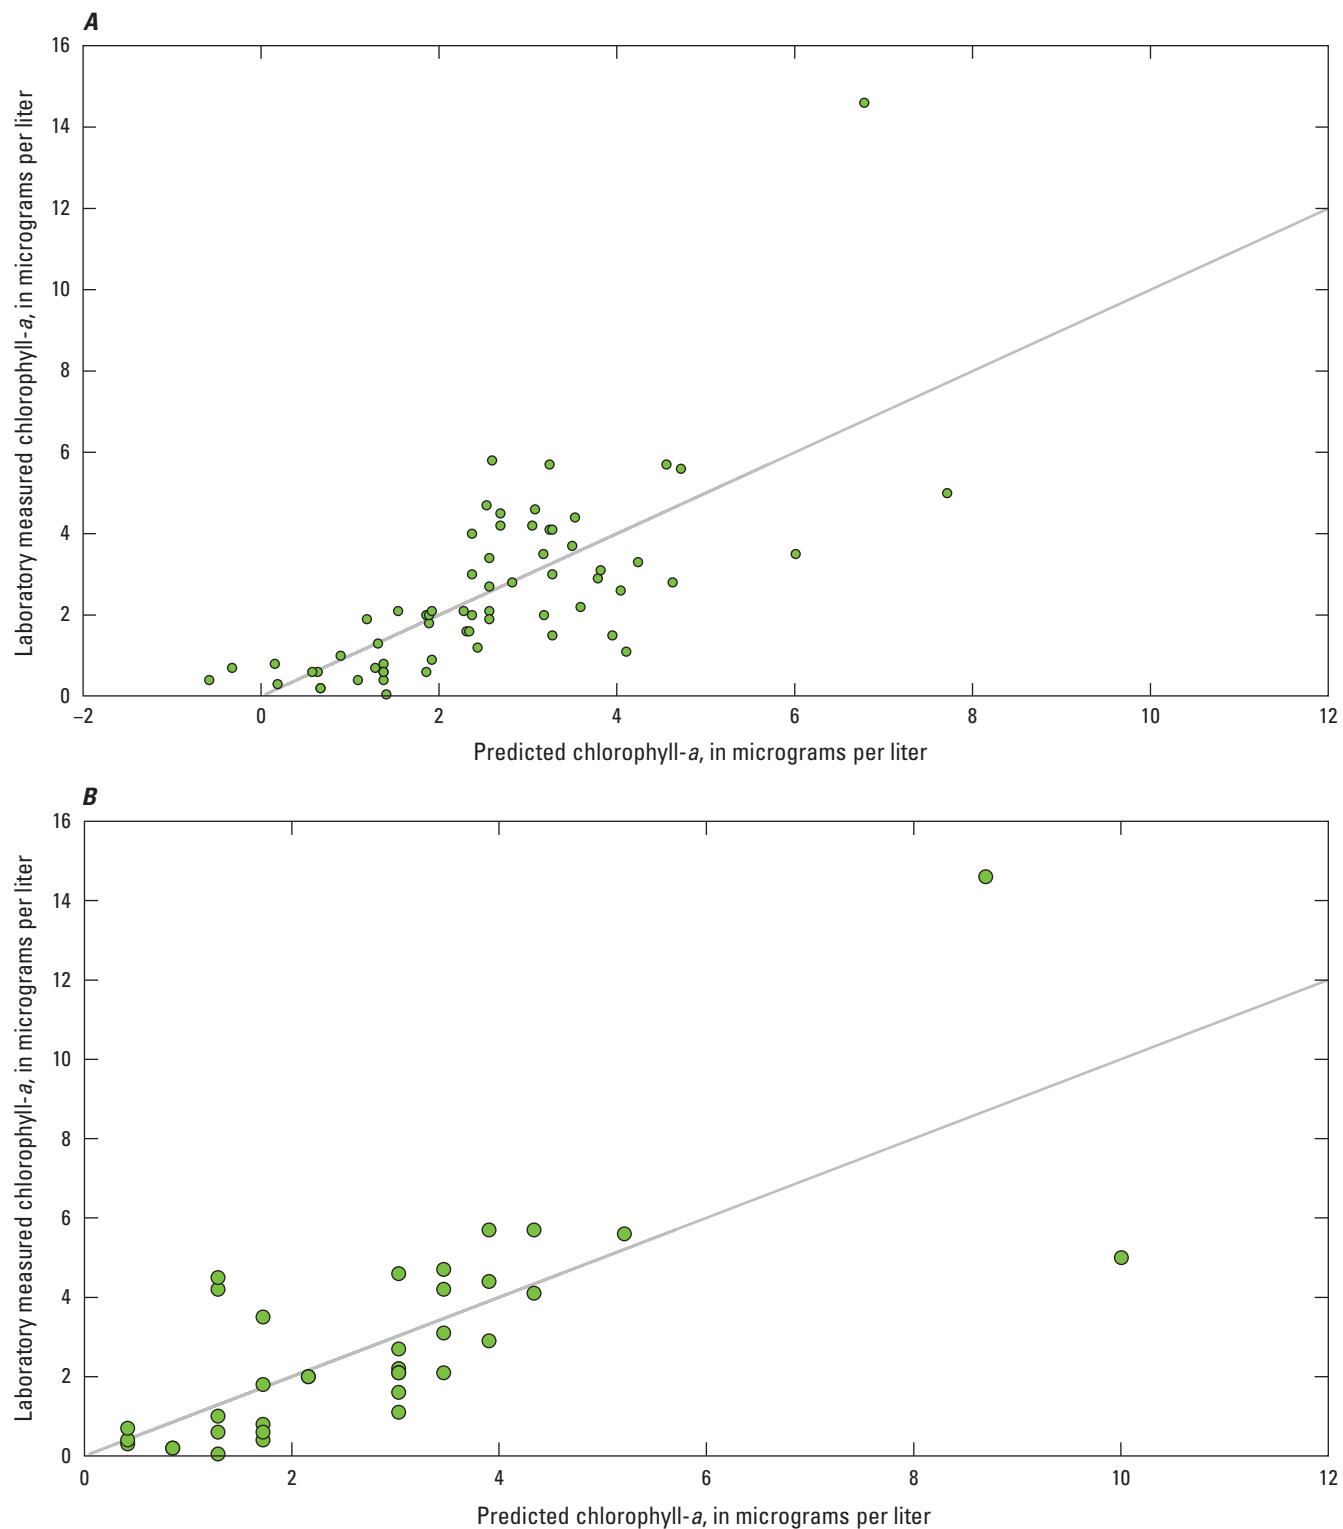 A
16
14
12
10
8
6
4
2
0
Laboratory measured chlorophyll-a, in micrograms per liter
–2 0 2 4 6 8 10 12
Predicted chlorophyll-a, in micrograms per liter
B
16
14
12
10
8
6
4
2
0
Laboratory measured chlorophyll-a, in micrograms per liter
0 2 4 6 8 10 12
Predicted chlorophyll-a, in micrograms per liter